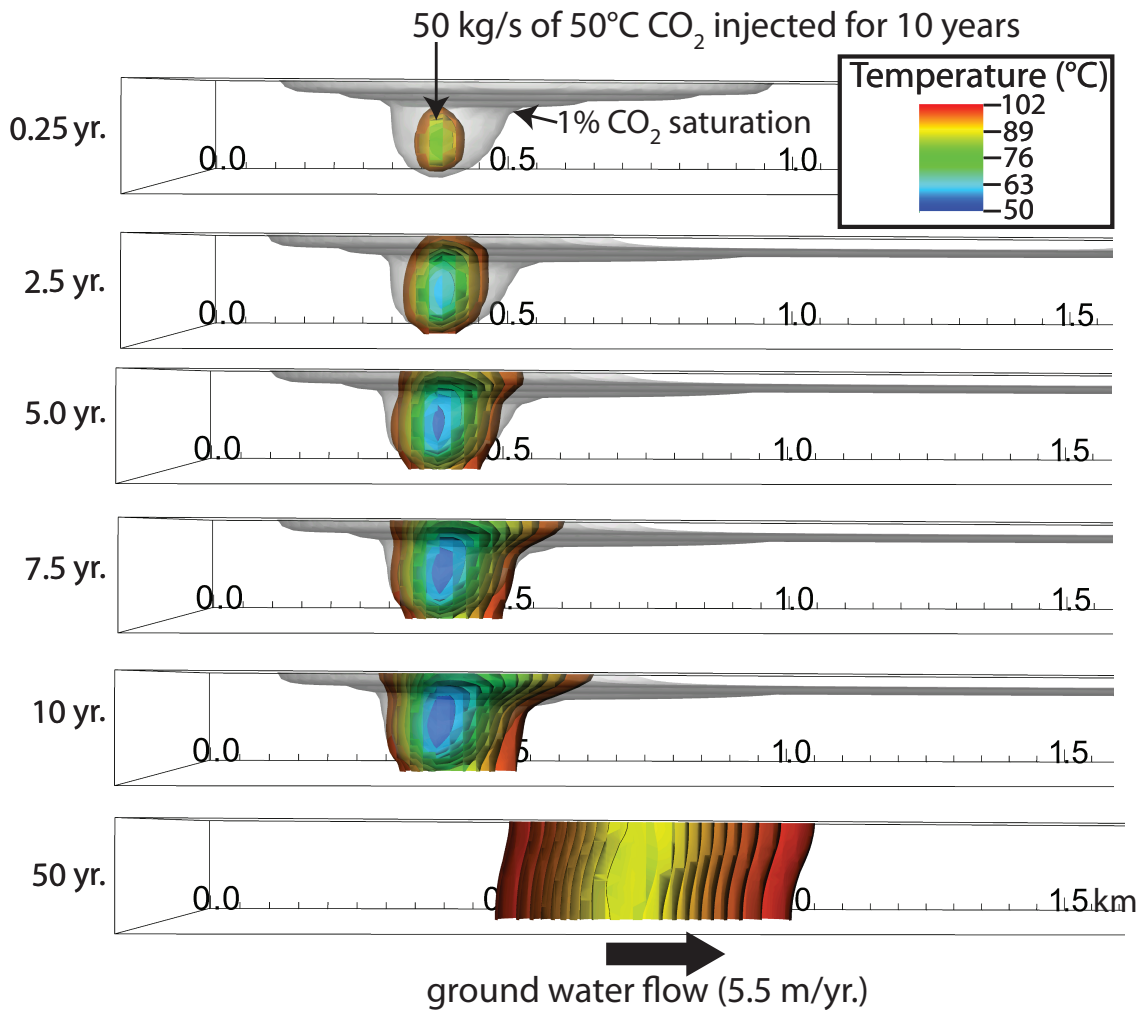 50 kg/s of 50°C CO₂ injected for 10 years
Temperature (°C)
102
89
76
63
50
1% CO₂ saturation
0.25 yr.
0.0 0.5 1.0
2.5 yr.
0.0 0.5 1.0 1.5
5.0 yr.
0.0 0.5 1.0 1.5
7.5 yr.
0.0 .5 1.0 1.5
10 yr.
0.0 5 1.0 1.5
50 yr.
0.0 0 0 1.5 km
ground water flow (5.5 m/yr.)